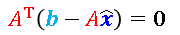 Aᵀ(b − Ax̂) = 0